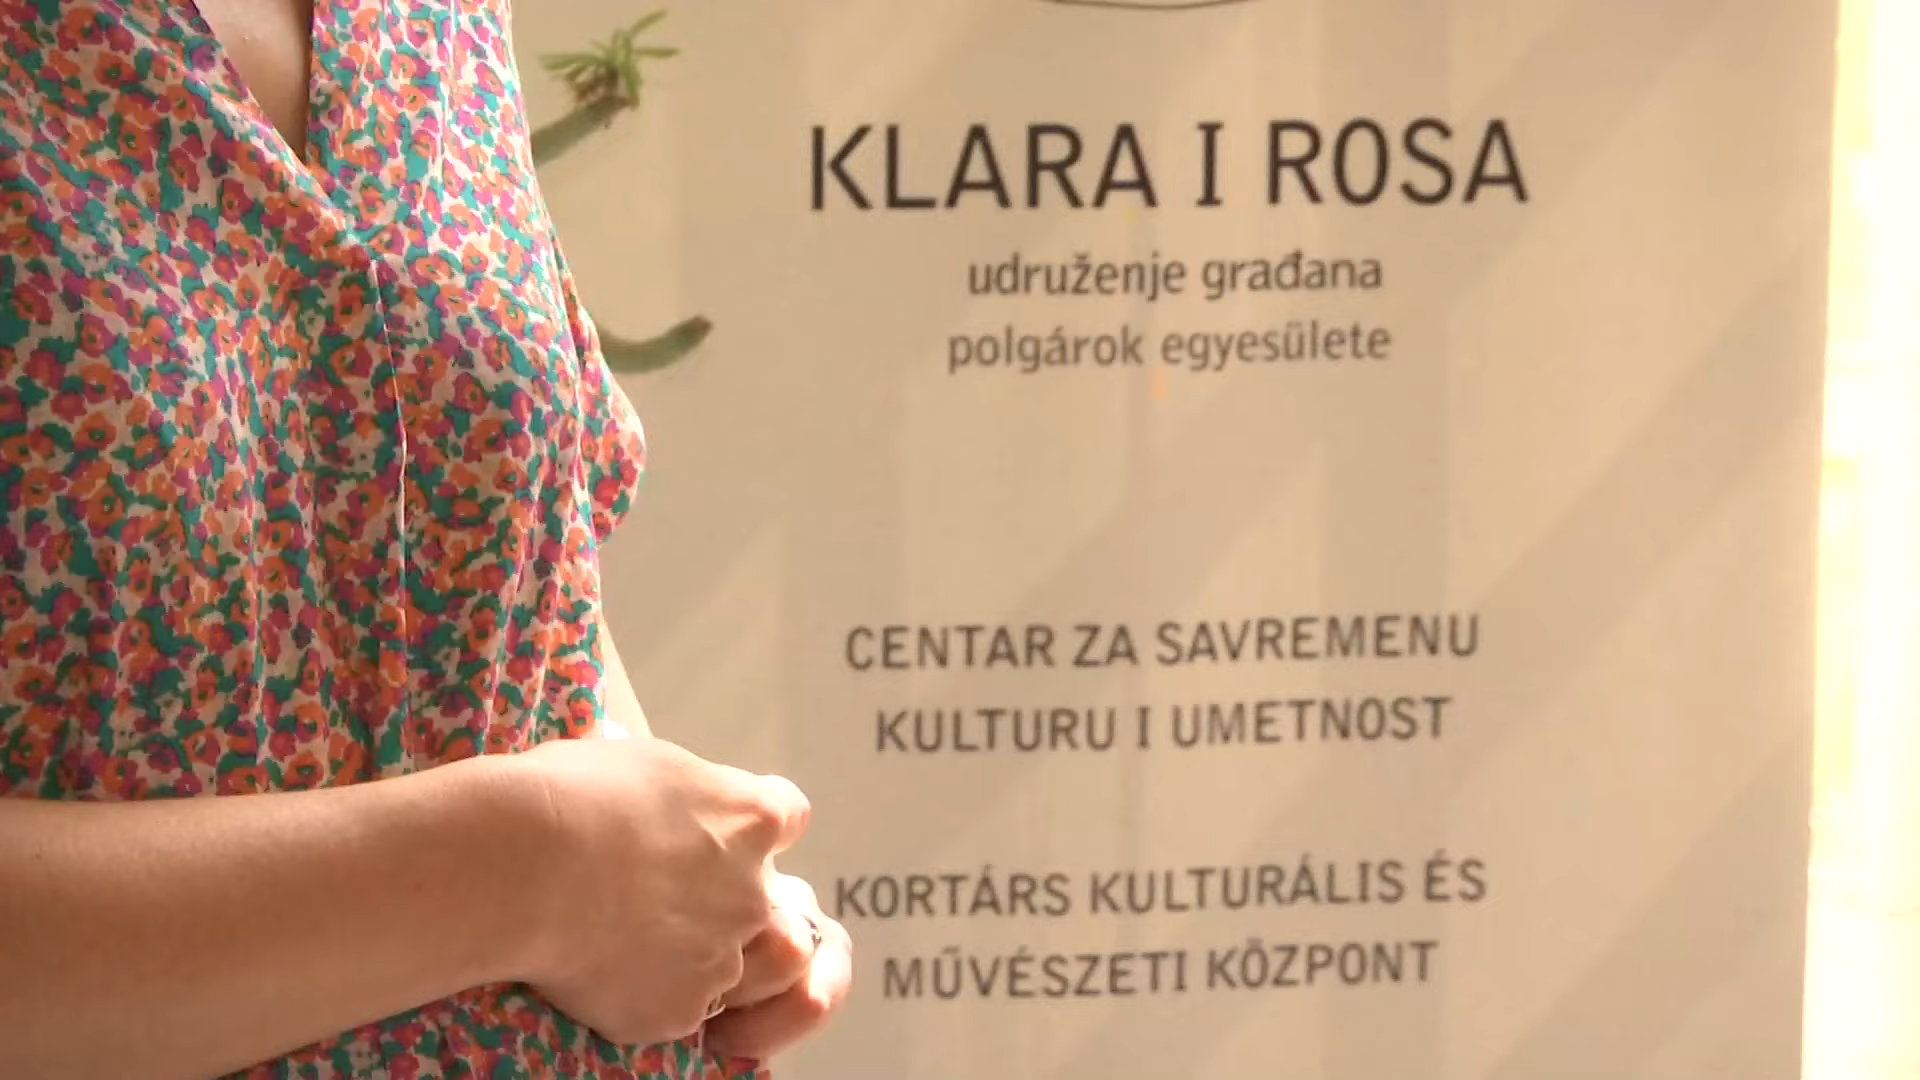 KLARA I ROSA
udruženje građana
polgárok egyesülete
CENTAR ZA SAVREMENU
KULTURU I UMETNOST
KORTÁRS KULTURÁLIS ÉS
MŰVÉSZETI KÖZPONT